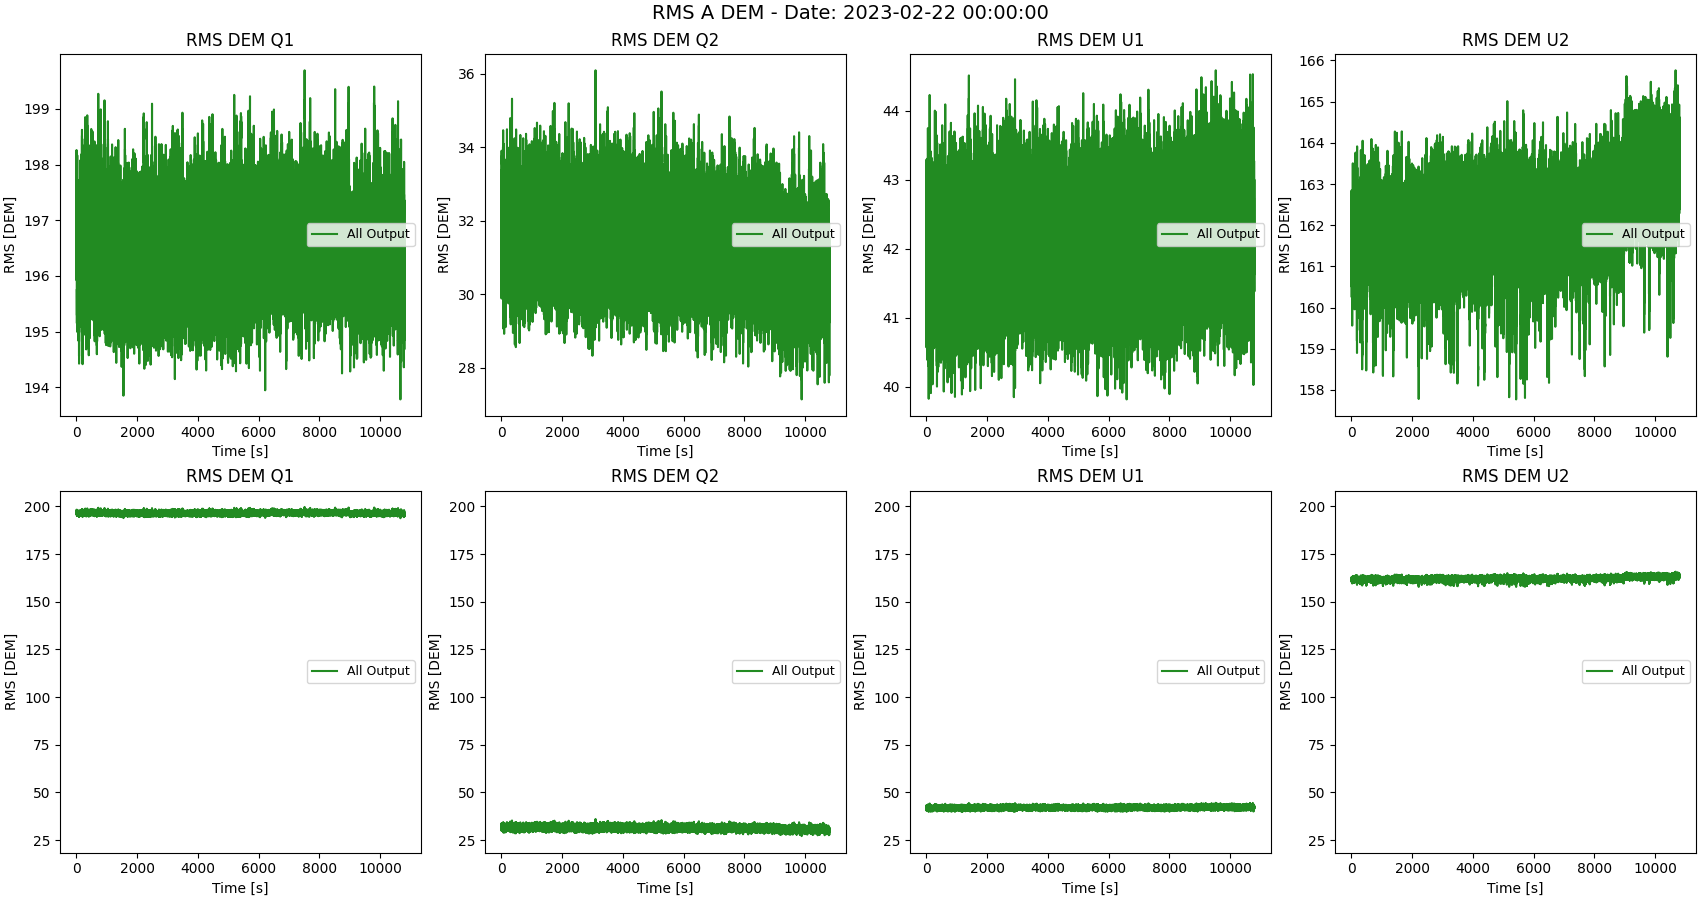 RMS A DEM - Date: 2023-02-22 00:00:00
RMS DEM Q1
RMS [DEM]
199
198
197
196
195
194
All Output
0 2000 4000 6000 8000 10000
Time [s]
RMS DEM Q2
RMS [DEM]
36
34
32
30
28
All Output
0 2000 4000 6000 8000 10000
Time [s]
RMS DEM U1
RMS [DEM]
44
43
42
41
40
All Output
0 2000 4000 6000 8000 10000
Time [s]
RMS DEM U2
RMS [DEM]
166
165
164
163
162
161
160
159
158
All Output
0 2000 4000 6000 8000 10000
Time [s]
RMS DEM Q1
RMS [DEM]
200
175
150
125
100
75
50
25
All Output
0 2000 4000 6000 8000 10000
Time [s]
RMS DEM Q2
RMS [DEM]
200
175
150
125
100
75
50
25
All Output
0 2000 4000 6000 8000 10000
Time [s]
RMS DEM U1
RMS [DEM]
200
175
150
125
100
75
50
25
All Output
0 2000 4000 6000 8000 10000
Time [s]
RMS DEM U2
RMS [DEM]
200
175
150
125
100
75
50
25
All Output
0 2000 4000 6000 8000 10000
Time [s]